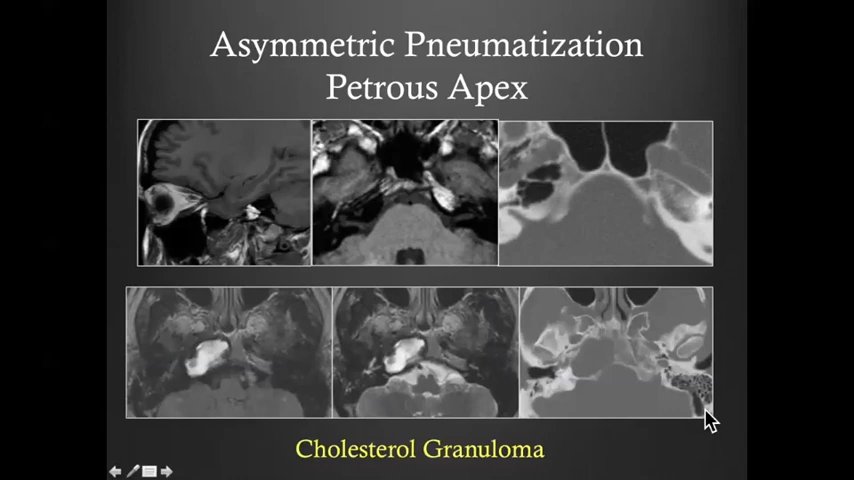 Asymmetric Pneumatization
Petrous Apex
Cholesterol Granuloma